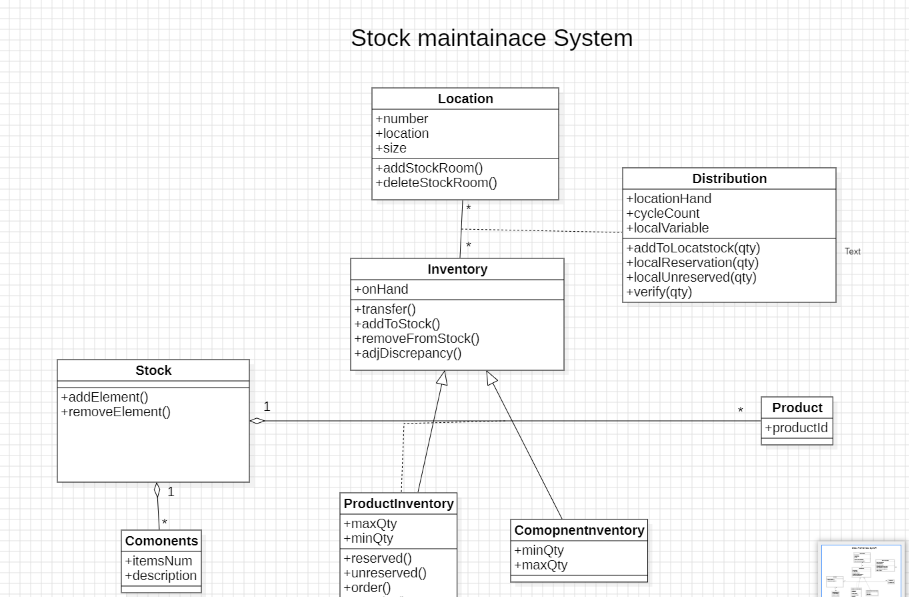 Stock maintainace System
Location
+number
+location
+size
+addStockRoom()
+deleteStockRoom()
*
*
Distribution
+locationHand
+cycleCount
+localVariable
+addToLocatstock(qty)
+localReservation(qty)
+localUnreserved(qty)
+verify(qty)
Text
Inventory
+onHand
+transfer()
+addToStock()
+removeFromStock()
+adjDiscrepancy()
Stock
+addElement()
+removeElement()
1
*
Product
+productId
1
*
Comonents
+itemsNum
+description
ProductInventory
+maxQty
+minQty
+reserved()
+unreserved()
+order()
Comopnentnventory
+minQty
+maxQty